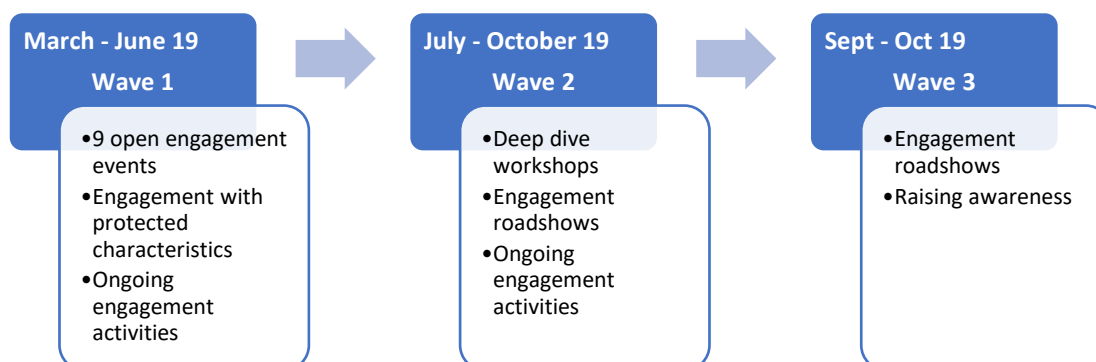 March - June 19
Wave 1
•9 open engagement
events
•Engagement with
protected
characteristics
•Ongoing
engagement
activities
July - October 19
Wave 2
•Deep dive
workshops
•Engagement
roadshows
•Ongoing
engagement
activities
Sept - Oct 19
Wave 3
•Engagement
roadshows
•Raising awareness